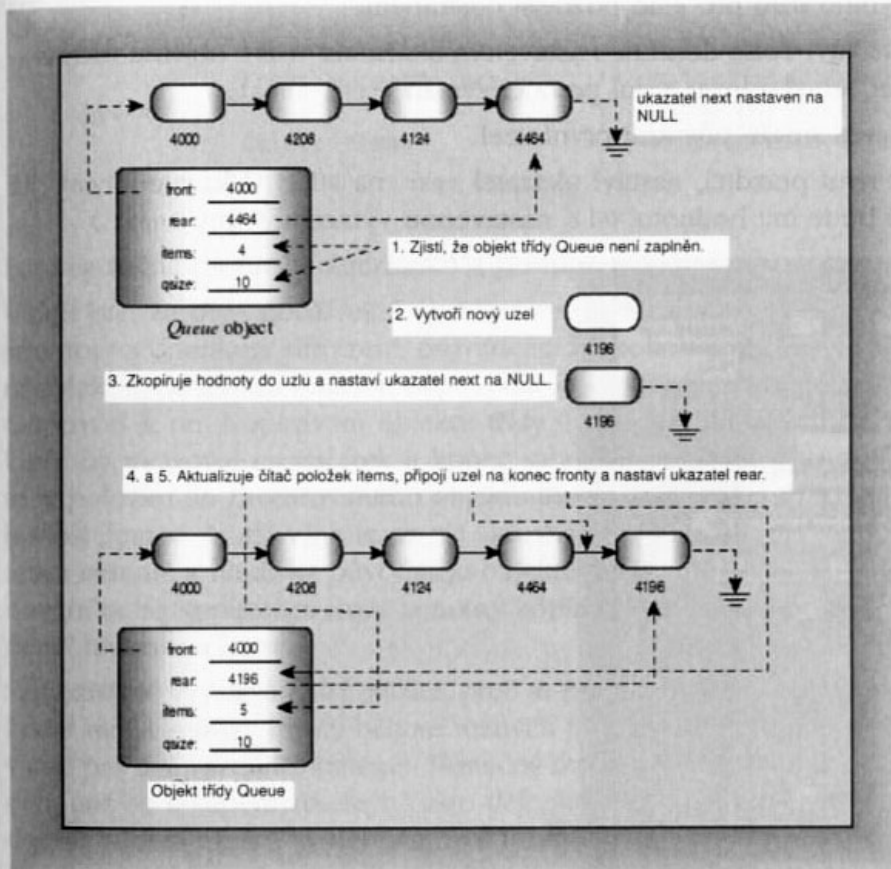 4000 4208 4124 4464
ukazatel next nastaven na
NULL
front: 4000
rear: 4464
items: 4
qsize: 10
Queue object
1. Zjistí, že objekt třídy Queue není zaplněn.
2. Vytvoří nový uzel
4196
3. Zkopíruje hodnoty do uzlu a nastaví ukazatel next na NULL.
4196
4. a 5. Aktualizuje čítač položek items, připojí uzel na konec fronty a nastaví ukazatel rear.
4000 4208 4124 4464 4196
front: 4000
rear: 4196
items: 5
qsize: 10
Objekt třídy Queue